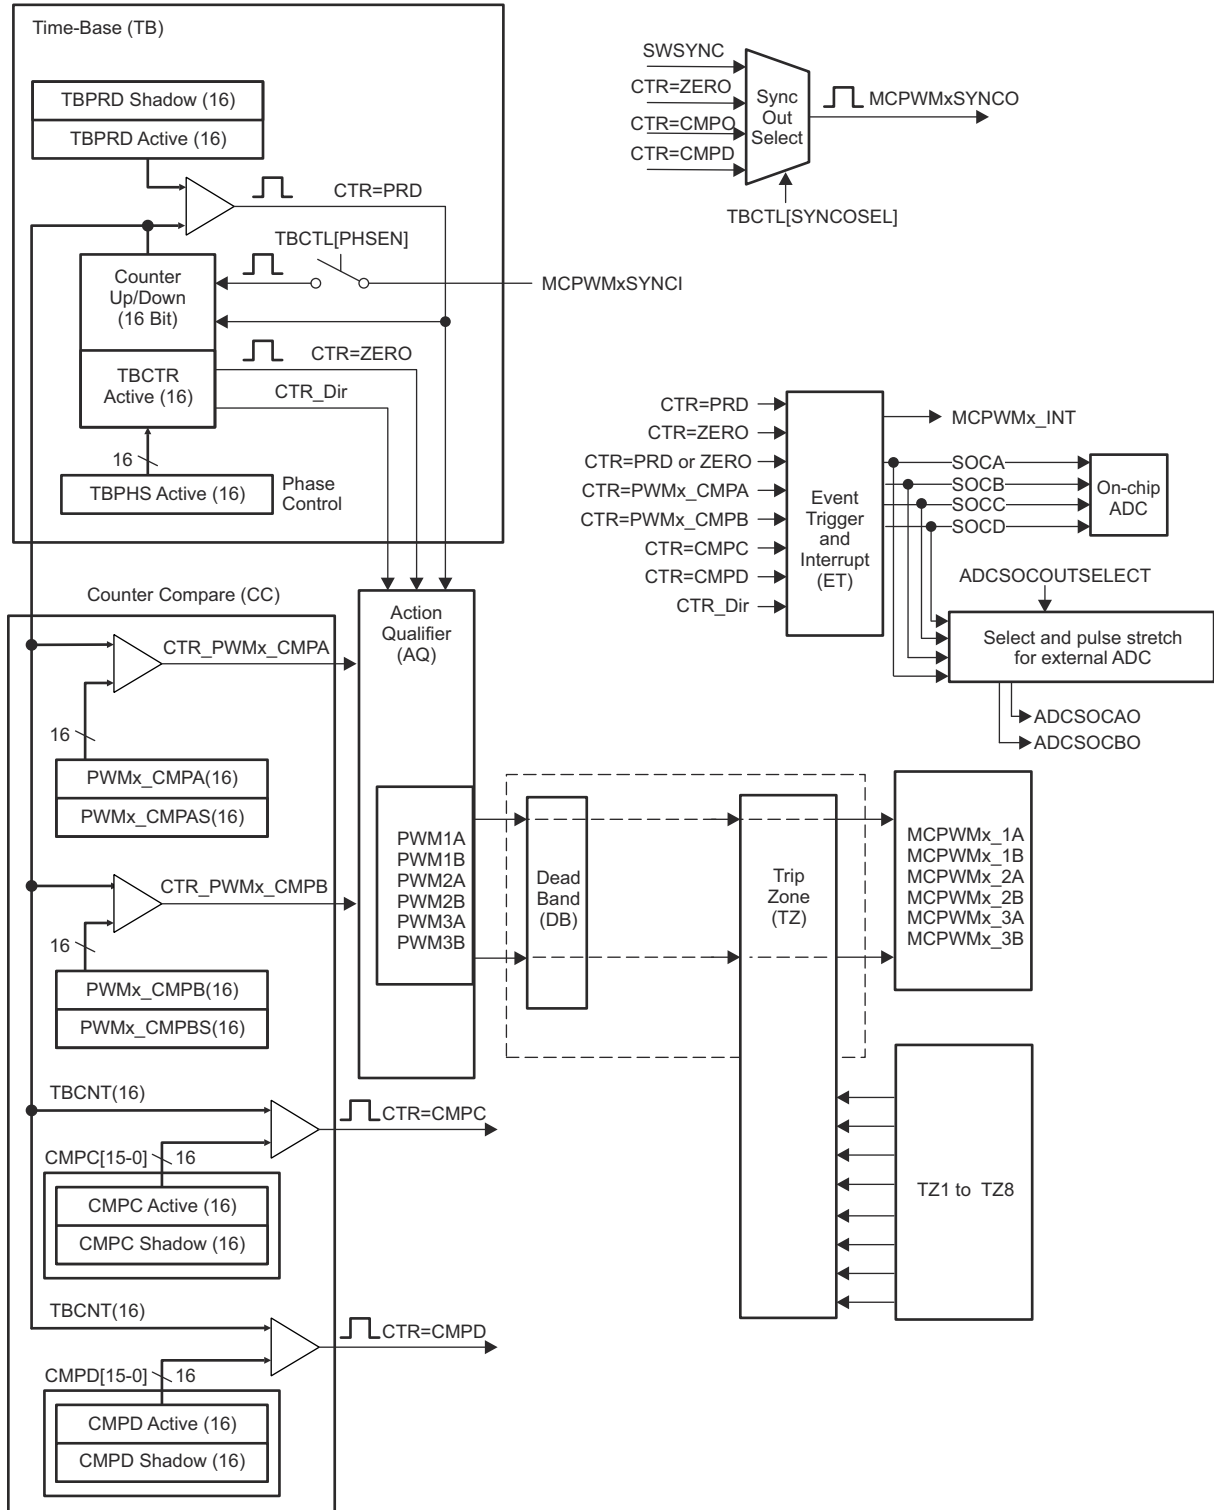 Time-Base (TB)
TBPRD Shadow (16)
TBPRD Active (16)
CTR=PRD
TBCTL[PHSEN]
MCPWMxSYNCI
Counter
Up/Down
(16 Bit)
CTR=ZERO
TBCTR
Active (16)
CTR_Dir
16
TBPHS Active (16)
Phase
Control
SWSYNC
CTR=ZERO
CTR=CMPO
CTR=CMPD
Sync
Out
Select
MCPWMxSYNCO
TBCTL[SYNCOSEL]
CTR=PRD
CTR=ZERO
CTR=PRD or ZERO
CTR=PWMx_CMPA
CTR=PWMx_CMPB
CTR=CMPC
CTR=CMPD
CTR_Dir
Event
Trigger
and
Interrupt
(ET)
MCPWMx_INT
SOCA
SOCB
SOCC
SOCD
On-chip
ADC
ADCSOCOUTSELECT
Select and pulse stretch
for external ADC
ADCSOCAO
ADCSOCBO
Counter Compare (CC)
CTR_PWMx_CMPA
16
PWMx_CMPA(16)
PWMx_CMPAS(16)
CTR_PWMx_CMPB
16
PWMx_CMPB(16)
PWMx_CMPBS(16)
TBCNT(16)
CTR=CMPC
CMPC[15-0]
16
CMPC Active (16)
CMPC Shadow (16)
TBCNT(16)
CTR=CMPD
CMPD[15-0]
16
CMPD Active (16)
CMPD Shadow (16)
Action
Qualifier
(AQ)
PWM1A
PWM1B
PWM2A
PWM2B
PWM3A
PWM3B
Dead
Band
(DB)
Trip
Zone
(TZ)
MCPWMx_1A
MCPWMx_1B
MCPWMx_2A
MCPWMx_2B
MCPWMx_3A
MCPWMx_3B
TZ1 to TZ8